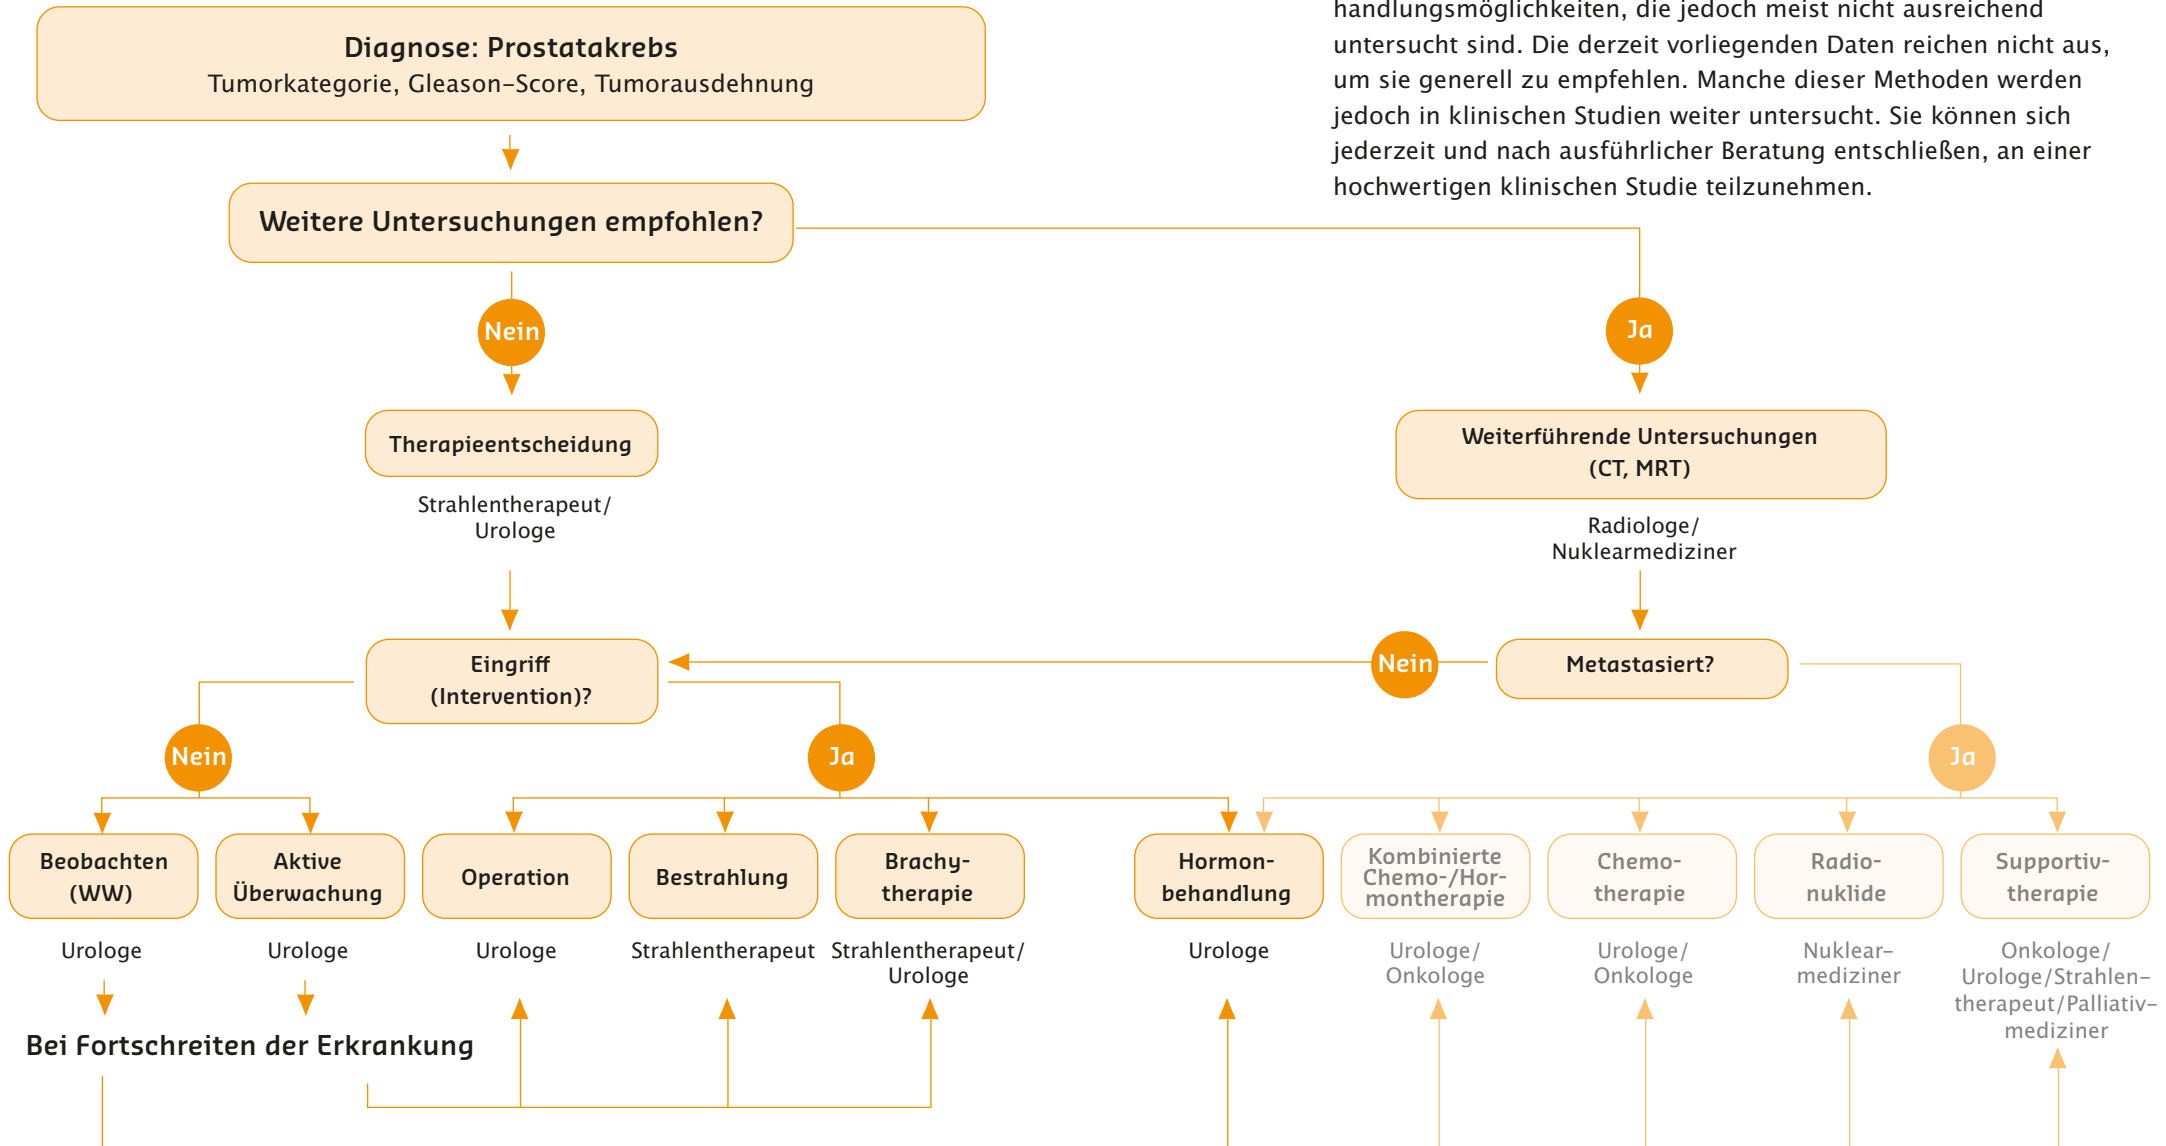 handlungsmöglichkeiten, die jedoch meist nicht ausreichend
untersucht sind. Die derzeit vorliegenden Daten reichen nicht aus,
um sie generell zu empfehlen. Manche dieser Methoden werden
jedoch in klinischen Studien weiter untersucht. Sie können sich
jederzeit und nach ausführlicher Beratung entschließen, an einer
hochwertigen klinischen Studie teilzunehmen.
Diagnose: Prostatakrebs
Tumorkategorie, Gleason-Score, Tumorausdehnung
Weitere Untersuchungen empfohlen?
Nein
Ja
Therapieentscheidung
Strahlentherapeut/
Urologe
Weiterführende Untersuchungen
(CT, MRT)
Radiologe/
Nuklearmediziner
Eingriff
(Intervention)?
Nein
Metastasiert?
Nein
Ja
Ja
Beobachten
(WW)
Urologe
Aktive
Überwachung
Urologe
Operation
Urologe
Bestrahlung
Strahlentherapeut
Brachy-
therapie
Strahlentherapeut/
Urologe
Hormon-
behandlung
Urologe
Kombinierte
Chemo-/Hor-
montherapie
Urologe/
Onkologe
Chemo-
therapie
Urologe/
Onkologe
Radio-
nuklide
Nuklear-
mediziner
Supportiv-
therapie
Onkologe/
Urologe/Strahlen-
therapeut/Palliativ-
mediziner
Bei Fortschreiten der Erkrankung